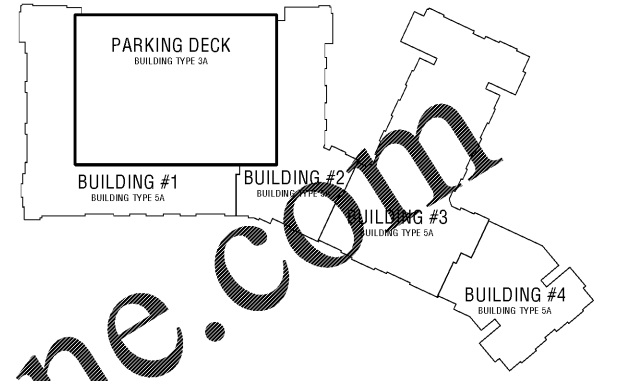 PARKING DECK
BUILDING TYPE 3A
BUILDING #1
BUILDING TYPE 5A
BUILDING #2
BUILDING TYPE 5A
BUILDING #3
BUILDING TYPE 5A
BUILDING #4
BUILDING TYPE 5A
ne.com